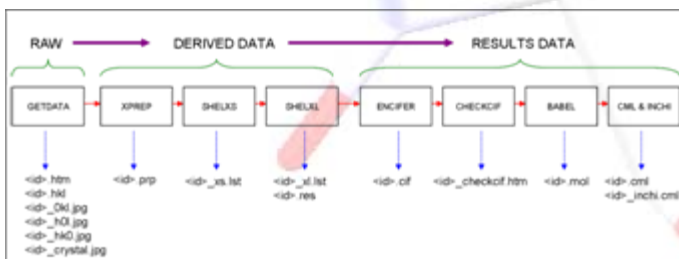 RAW DERIVED DATA RESULTS DATA
GETDATA XPREP SHELXS SHELXL ENCIFER CHECKCIF BABEL CML & INCHI
<id>.htm <id>.prp <id>_xs.lst <id>_xl.lst <id>.cif <id>_checkcif.htm <id>.mol <id>.cml
<id>.hkl <id>.res <id>_inchi.cml
<id>_0kl.jpg
<id>_h0l.jpg
<id>_hk0.jpg
<id>_crystal.jpg